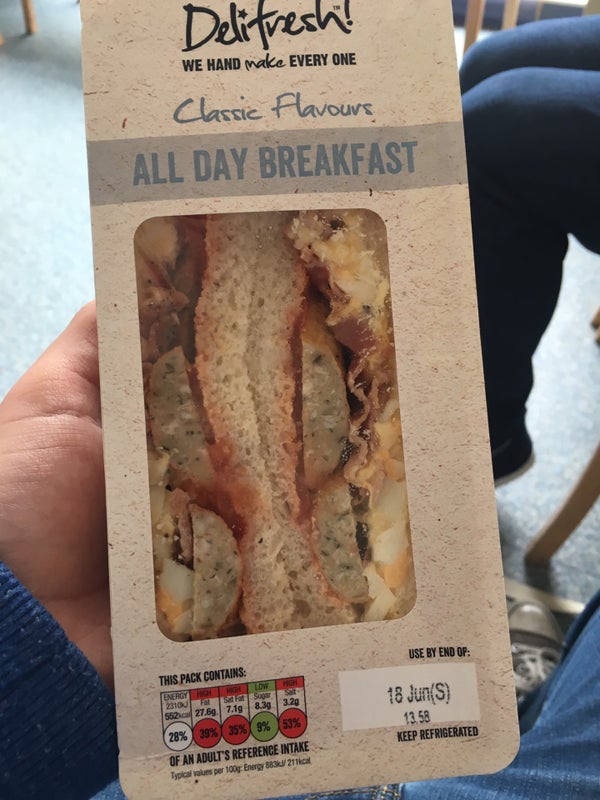 Delifresh!™
WE HAND make EVERY ONE
Classic Flavours
ALL DAY BREAKFAST
THIS PACK CONTAINS:
ENERGY 2310kJ 552kcal 28%
HIGH Fat 27.6g 39%
HIGH Sat Fat 7.1g 35%
LOW Sugar 8.3g 9%
HIGH Salt 3.2g 53%
OF AN ADULT'S REFERENCE INTAKE
Typical values per 100g: Energy 883kJ/ 211kcal
USE BY END OF:
18 Jun(S)
13.58
KEEP REFRIGERATED